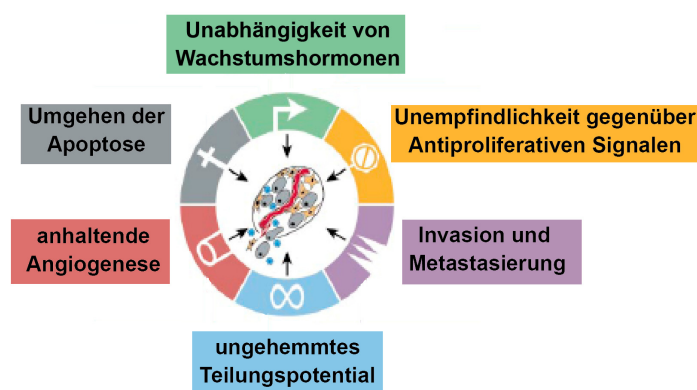 Unabhängigkeit von
Wachstumshormonen
Umgehen der
Apoptose
Unempfindlichkeit gegenüber
Antiproliferativen Signalen
anhaltende
Angiogenese
Invasion und
Metastasierung
ungehemmtes
Teilungspotential